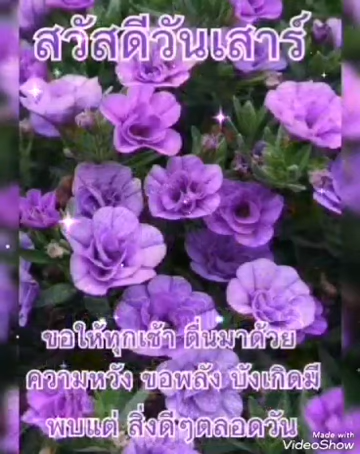 สวัสดีวันเสาร์
ขอให้ทุกเช้า ตื่นมาด้วย
ความหวัง ขอพลัง บังเกิดมี
พบแต่ สิ่งดีๆตลอดวัน
Made with
VideoShow